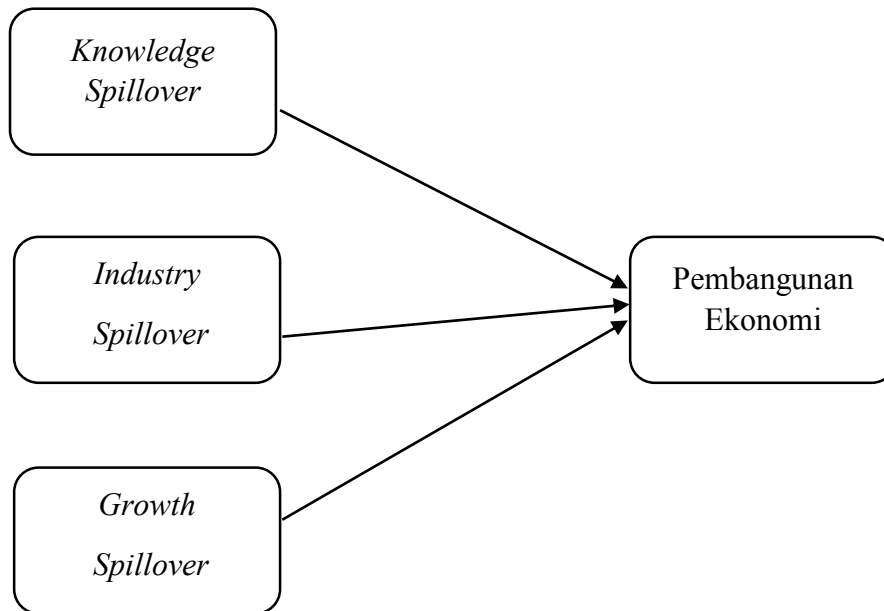 Knowledge
Spillover
Industry
Spillover
Pembangunan
Ekonomi
Growth
Spillover